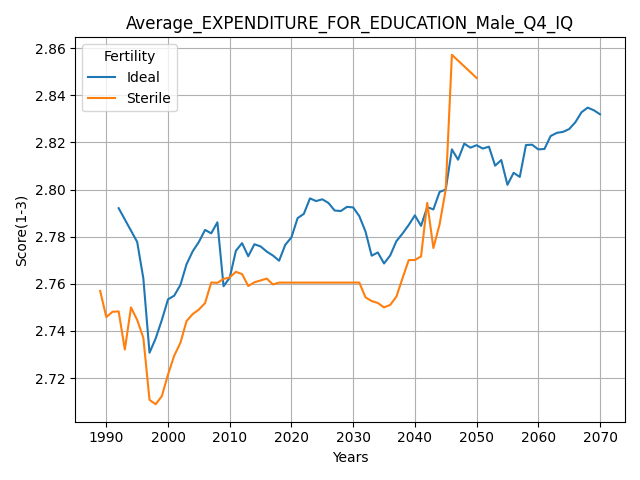 Average_EXPENDITURE_FOR_EDUCATION_Male_Q4_IQ
Fertility
Ideal
Sterile
Score(1-3)
2.86
2.84
2.82
2.80
2.78
2.76
2.74
2.72
1990 2000 2010 2020 2030 2040 2050 2060 2070
Years